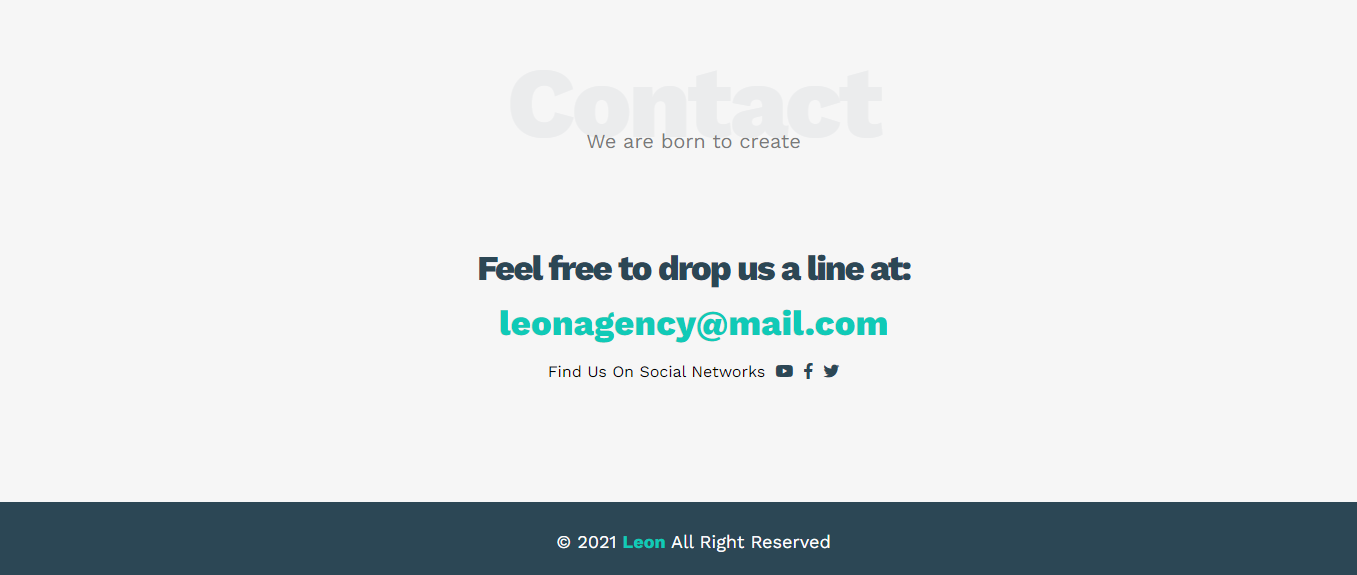 Contact
We are born to create
Feel free to drop us a line at:
leonagency@mail.com
Find Us On Social Networks
© 2021 Leon All Right Reserved